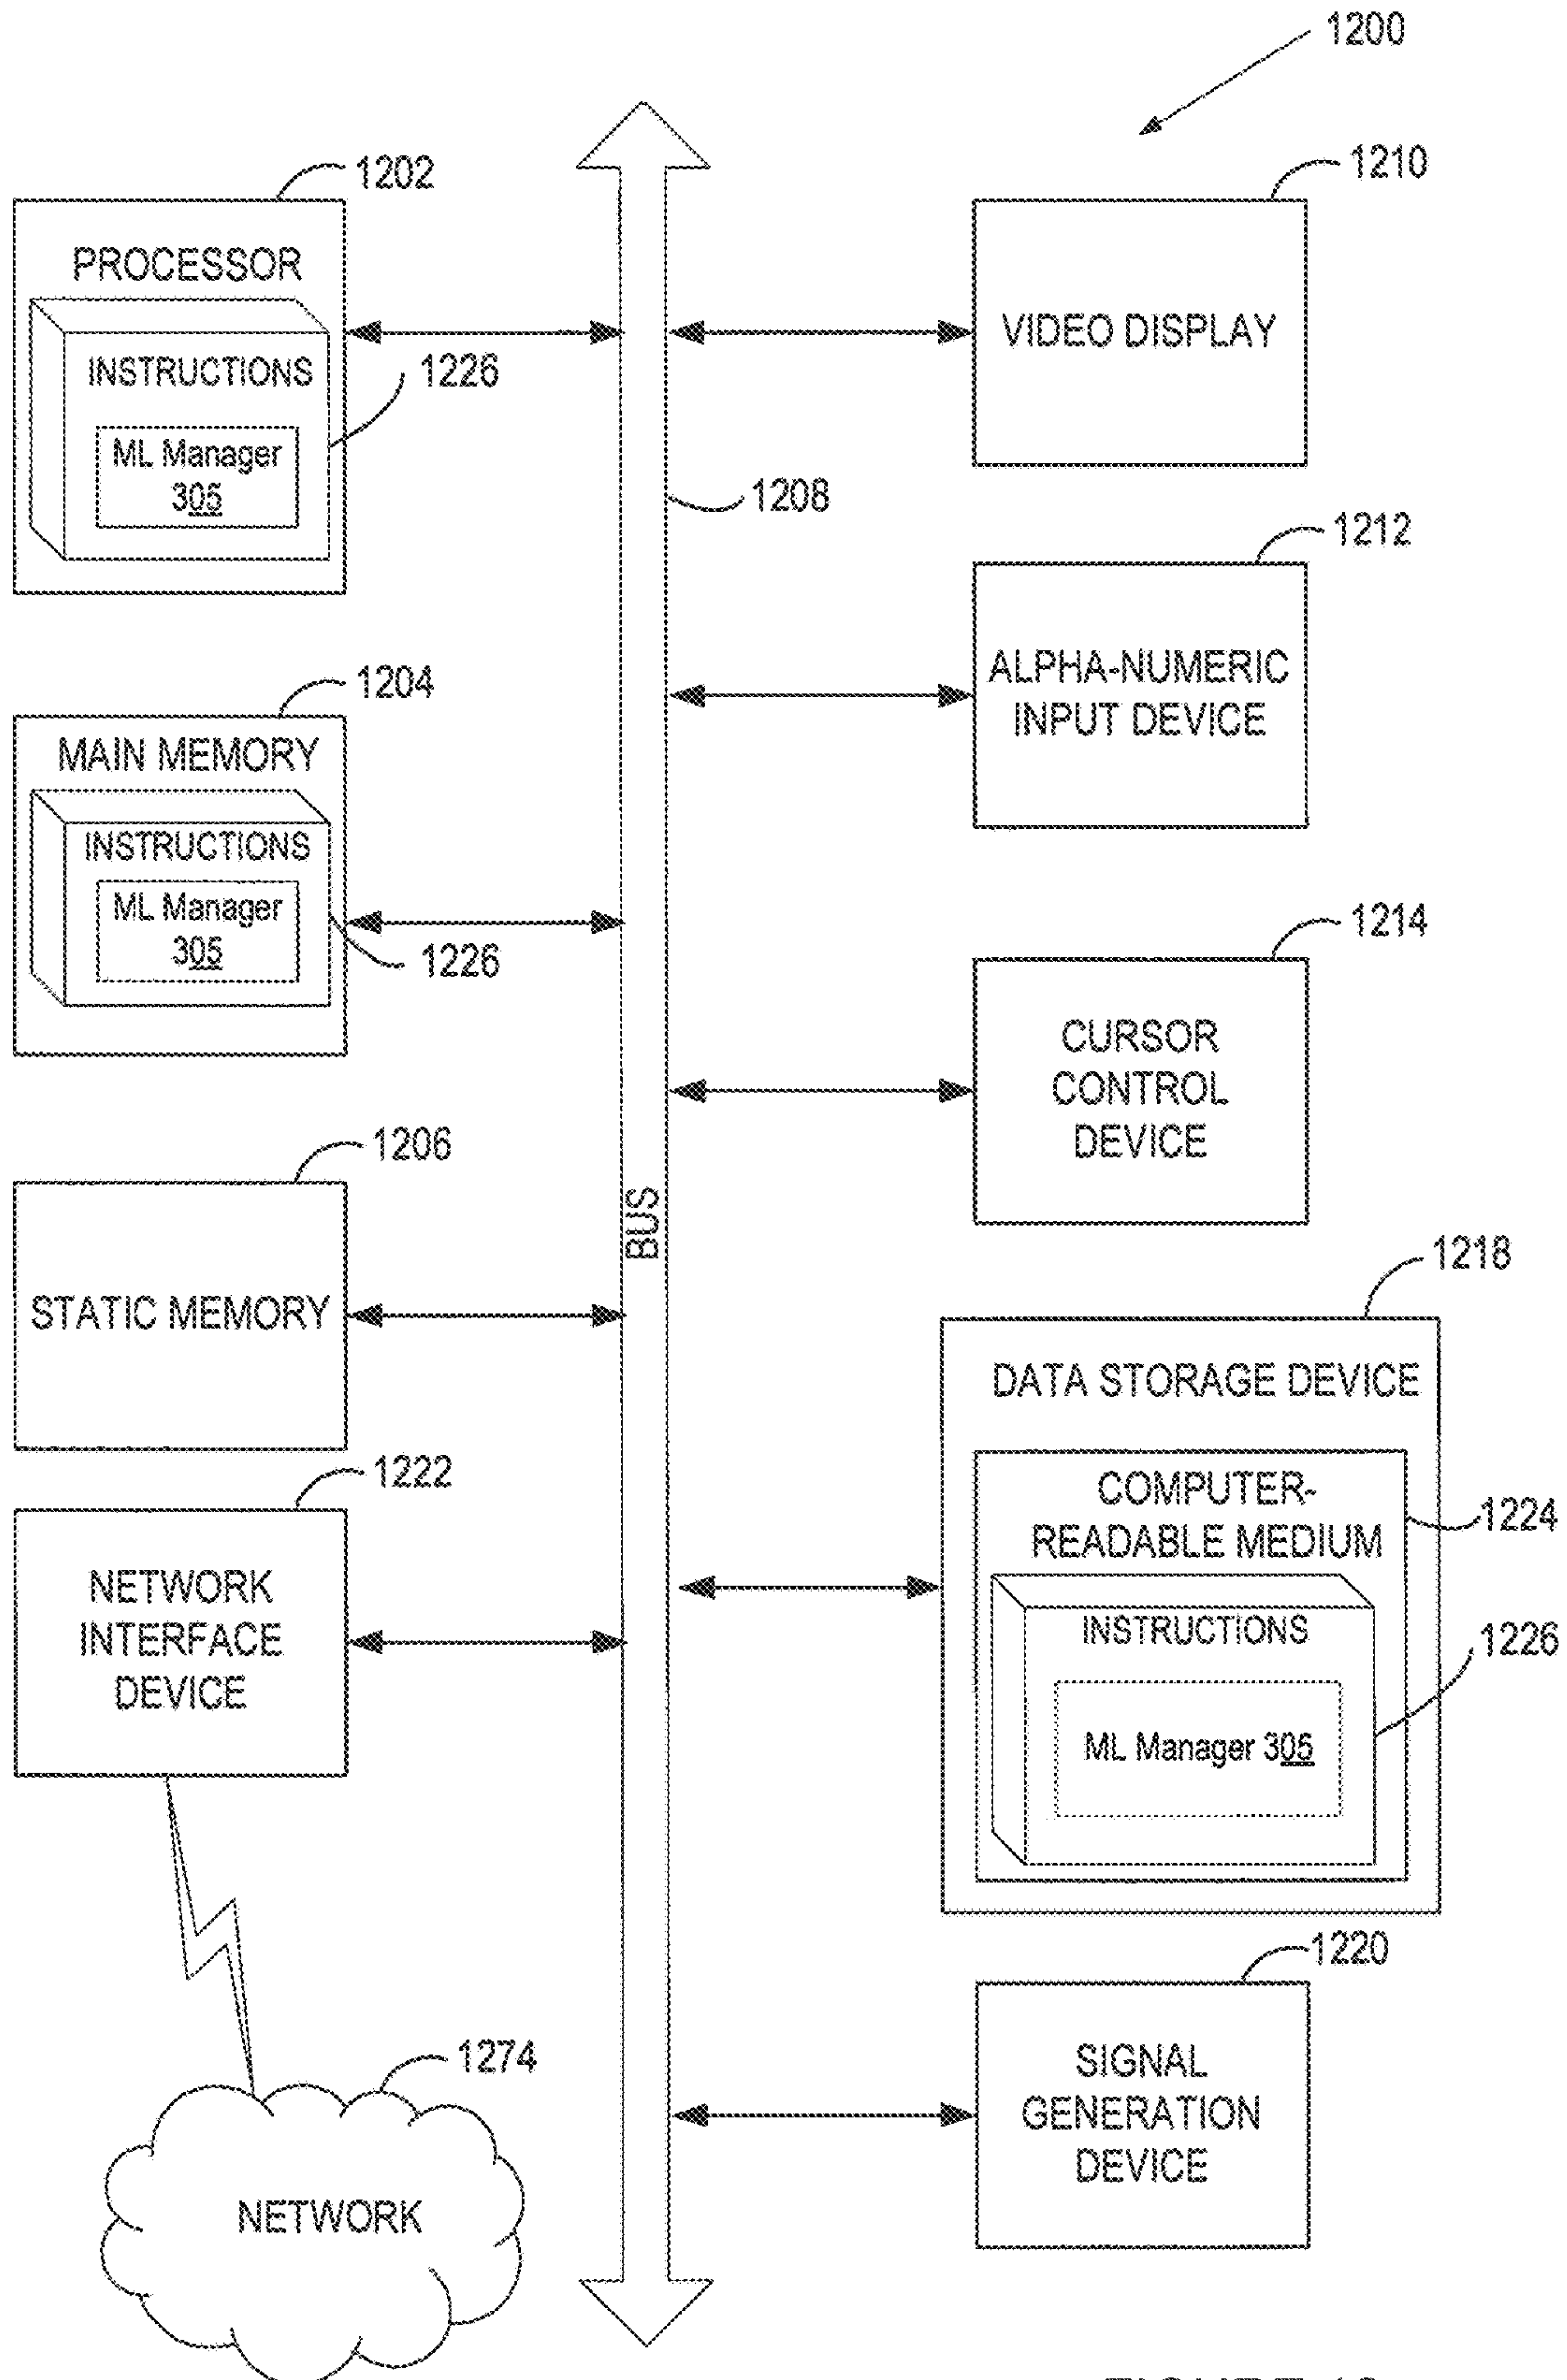 1200
1202
PROCESSOR
INSTRUCTIONS
ML Manager
305
1226
1204
MAIN MEMORY
INSTRUCTIONS
ML Manager
305
1226
1206
STATIC MEMORY
1222
NETWORK
INTERFACE
DEVICE
1274
NETWORK
BUS
1208
1210
VIDEO DISPLAY
1212
ALPHA-NUMERIC
INPUT DEVICE
1214
CURSOR
CONTROL
DEVICE
1218
DATA STORAGE DEVICE
COMPUTER-
READABLE MEDIUM
1224
INSTRUCTIONS
ML Manager 305
1226
1220
SIGNAL
GENERATION
DEVICE